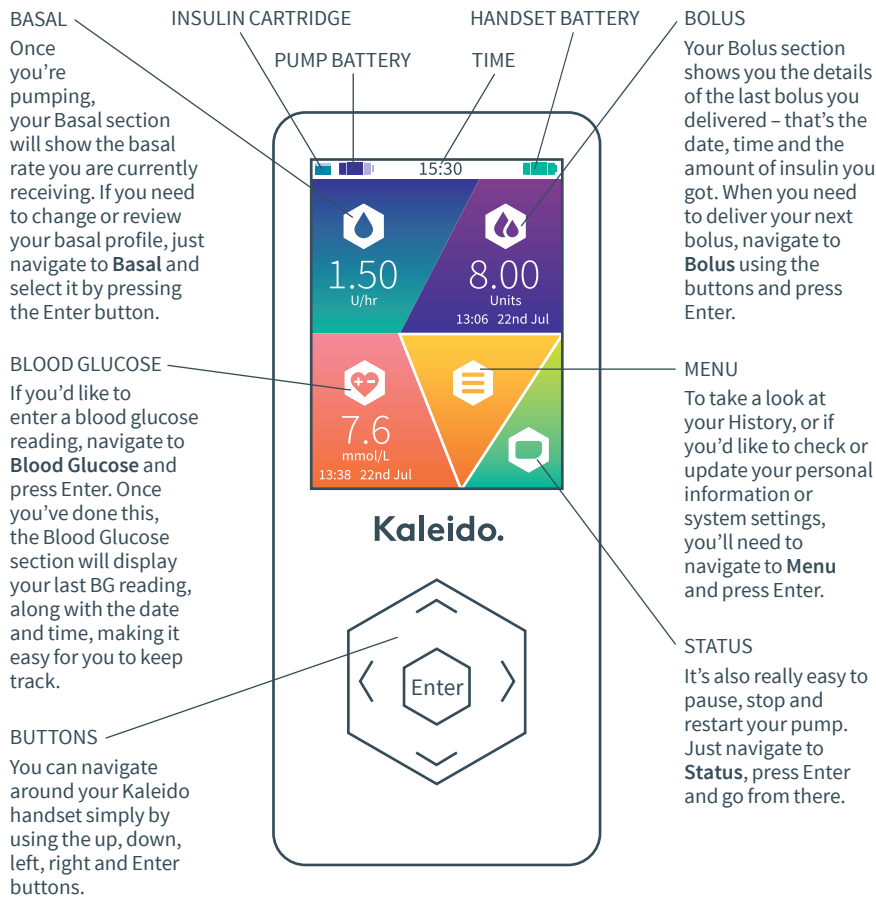 BASAL
Once
you’re
pumping,
your Basal section
will show the basal
rate you are currently
receiving. If you need
to change or review
your basal profile, just
navigate to Basal and
select it by pressing
the Enter button.
INSULIN CARTRIDGE
PUMP BATTERY
TIME
HANDSET BATTERY
BOLUS
Your Bolus section
shows you the details
of the last bolus you
delivered – that’s the
date, time and the
amount of insulin you
got. When you need
to deliver your next
bolus, navigate to
Bolus using the
buttons and press
Enter.
15:30
1.50
U/hr
8.00
Units
13:06 22nd Jul
7.6
mmol/L
13:38 22nd Jul
Kaleido.
Enter
BLOOD GLUCOSE
If you’d like to
enter a blood glucose
reading, navigate to
Blood Glucose and
press Enter. Once
you’ve done this,
the Blood Glucose
section will display
your last BG reading,
along with the date
and time, making it
easy for you to keep
track.
MENU
To take a look at
your History, or if
you’d like to check or
update your personal
information or
system settings,
you’ll need to
navigate to Menu
and press Enter.
BUTTONS
You can navigate
around your Kaleido
handset simply by
using the up, down,
left, right and Enter
buttons.
STATUS
It’s also really easy to
pause, stop and
restart your pump.
Just navigate to
Status, press Enter
and go from there.